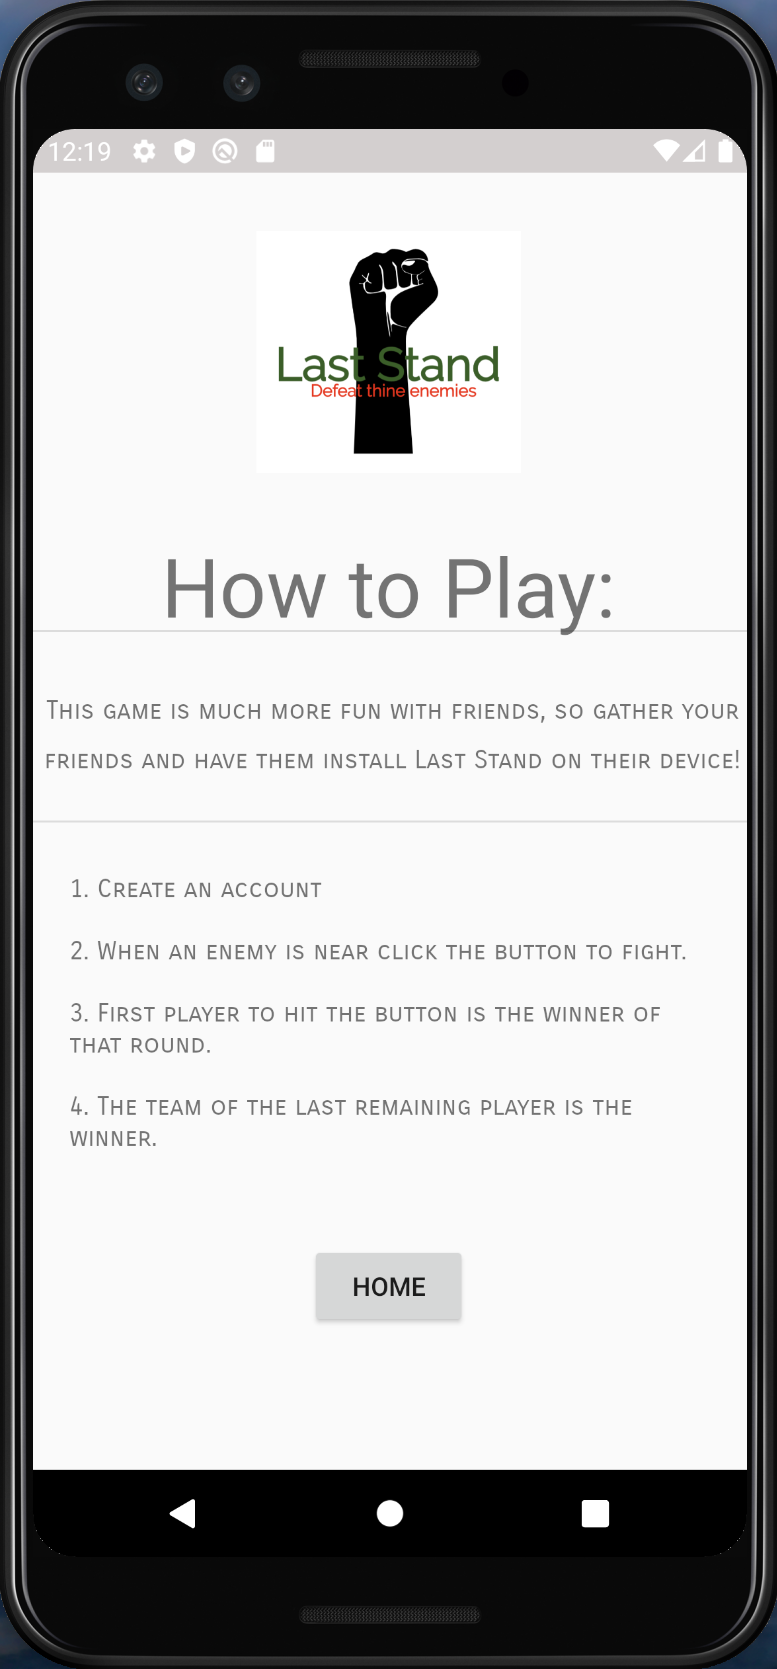 12:19
Last Stand
Defeat thine enemies
How to Play:
This game is much more fun with friends, so gather your
friends and have them install Last Stand on their device!
1. Create an account
2. When an enemy is near click the button to fight.
3. First player to hit the button is the winner of
that round.
4. The team of the last remaining player is the
winner.
HOME